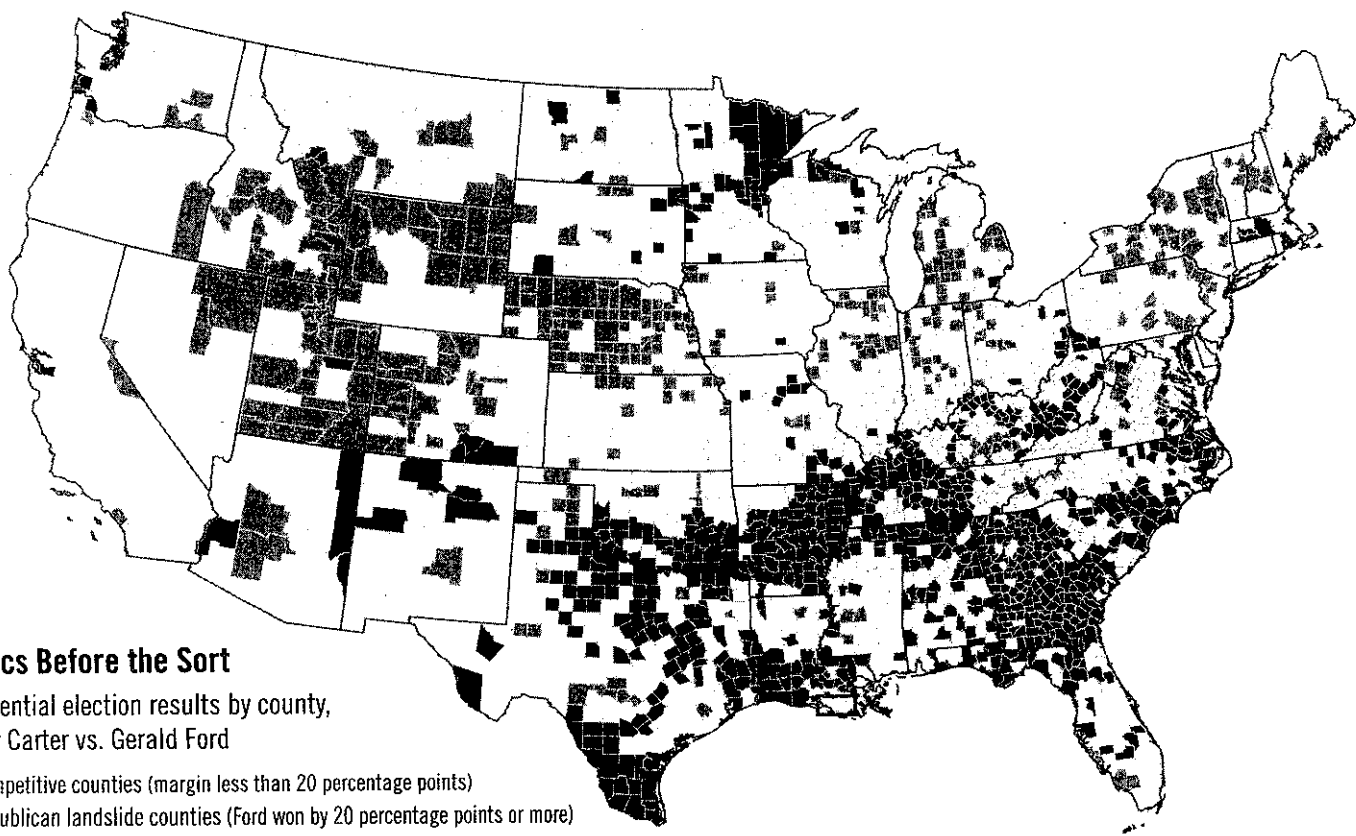 cs Before the Sort
ential election results by county,
Carter vs. Gerald Ford
petitive counties (margin less than 20 percentage points)
ublican landslide counties (Ford won by 20 percentage points or more)